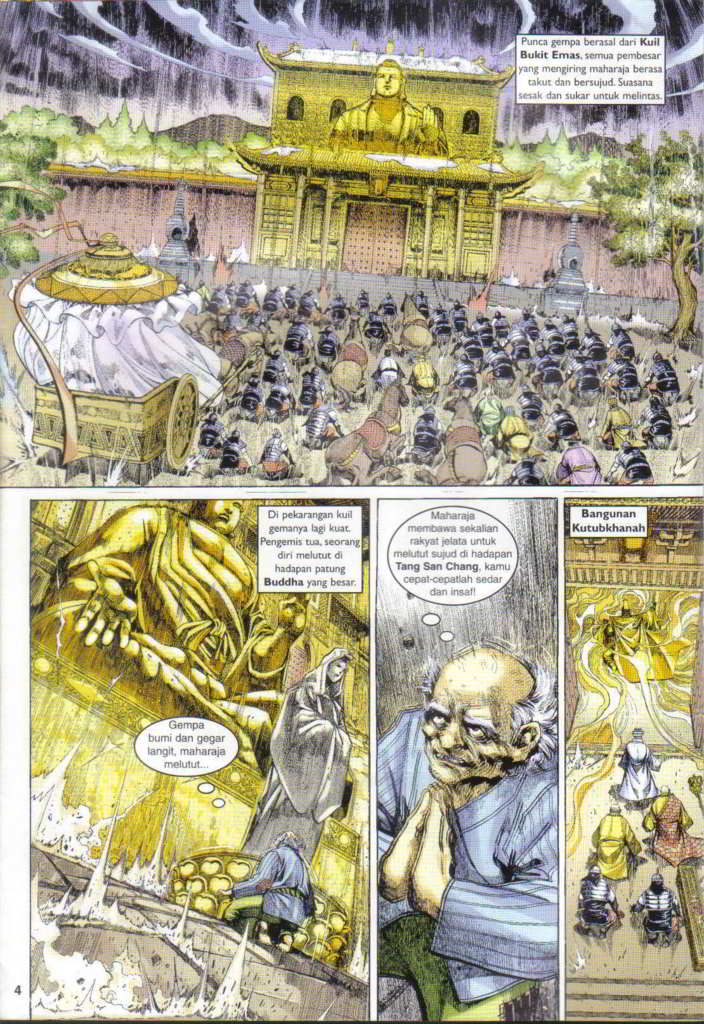 Punca gempa berasal dari Kuil
Bukit Emas, semua pembesar
yang mengiring maharaja berasa
takut dan bersujud. Suasana
sesak dan sukar untuk melintas.
Di pekarangan kuil
gemanya lagi kuat.
Pengemis tua, seorang
diri melutut di
hadapan patung
Buddha yang besar.
Gempa
bumi dan gegar
langit, maharaja
melutut...
Maharaja
membawa sekalian
rakyat jelata untuk
melutut sujud di hadapan
Tang San Chang, kamu
cepat-cepatlah sedar
dan insaf!
Bangunan
Kutubkhanah
4